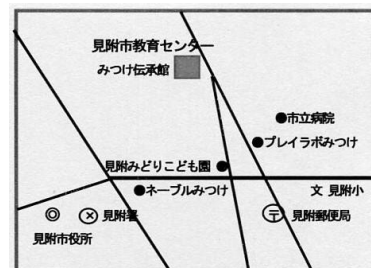 見附市教育センター
みつけ伝承館
市立病院
プレイラボみつけ
見附みどりこども園
ネーブルみつけ
文 見附小
見附署
見附郵便局
見附市役所